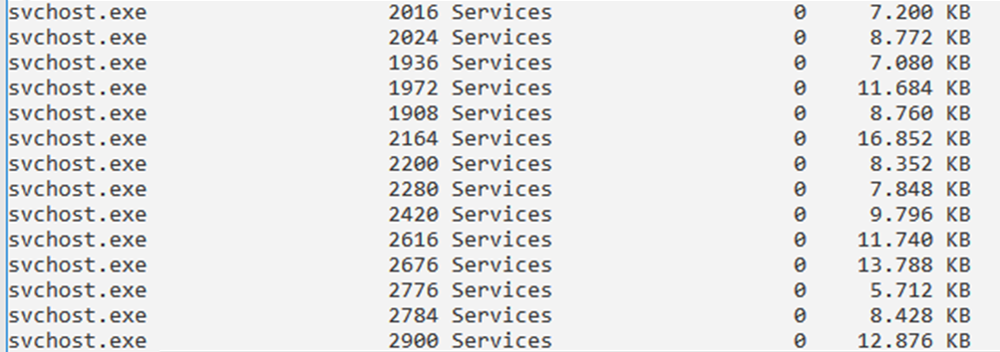 svchost.exe 2016 Services 0 7.200 KB
svchost.exe 2024 Services 0 8.772 KB
svchost.exe 1936 Services 0 7.080 KB
svchost.exe 1972 Services 0 11.684 KB
svchost.exe 1908 Services 0 8.760 KB
svchost.exe 2164 Services 0 16.852 KB
svchost.exe 2200 Services 0 8.352 KB
svchost.exe 2280 Services 0 7.848 KB
svchost.exe 2420 Services 0 9.796 KB
svchost.exe 2616 Services 0 11.740 KB
svchost.exe 2676 Services 0 13.788 KB
svchost.exe 2776 Services 0 5.712 KB
svchost.exe 2784 Services 0 8.428 KB
svchost.exe 2900 Services 0 12.876 KB